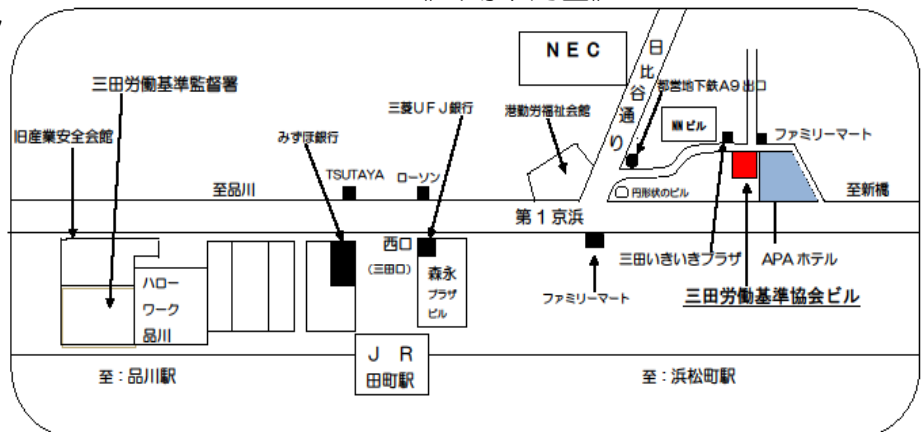 NEC
日比谷通り
三田労働基準監督署
都営地下鉄A9出口
三菱UFJ銀行
港勤労福祉会館
みずほ銀行
NNビル
旧産業安全会館
ファミリーマート
TSUTAYA
ローソン
至品川
円形状のビル
至新橋
第1京浜
西口
(三田口)
三田いきいきプラザ
APAホテル
森永
プラザ
ビル
ハロー
ワーク
品川
ファミリーマート
三田労働基準協会ビル
JR
田町駅
至:品川駅
至:浜松町駅